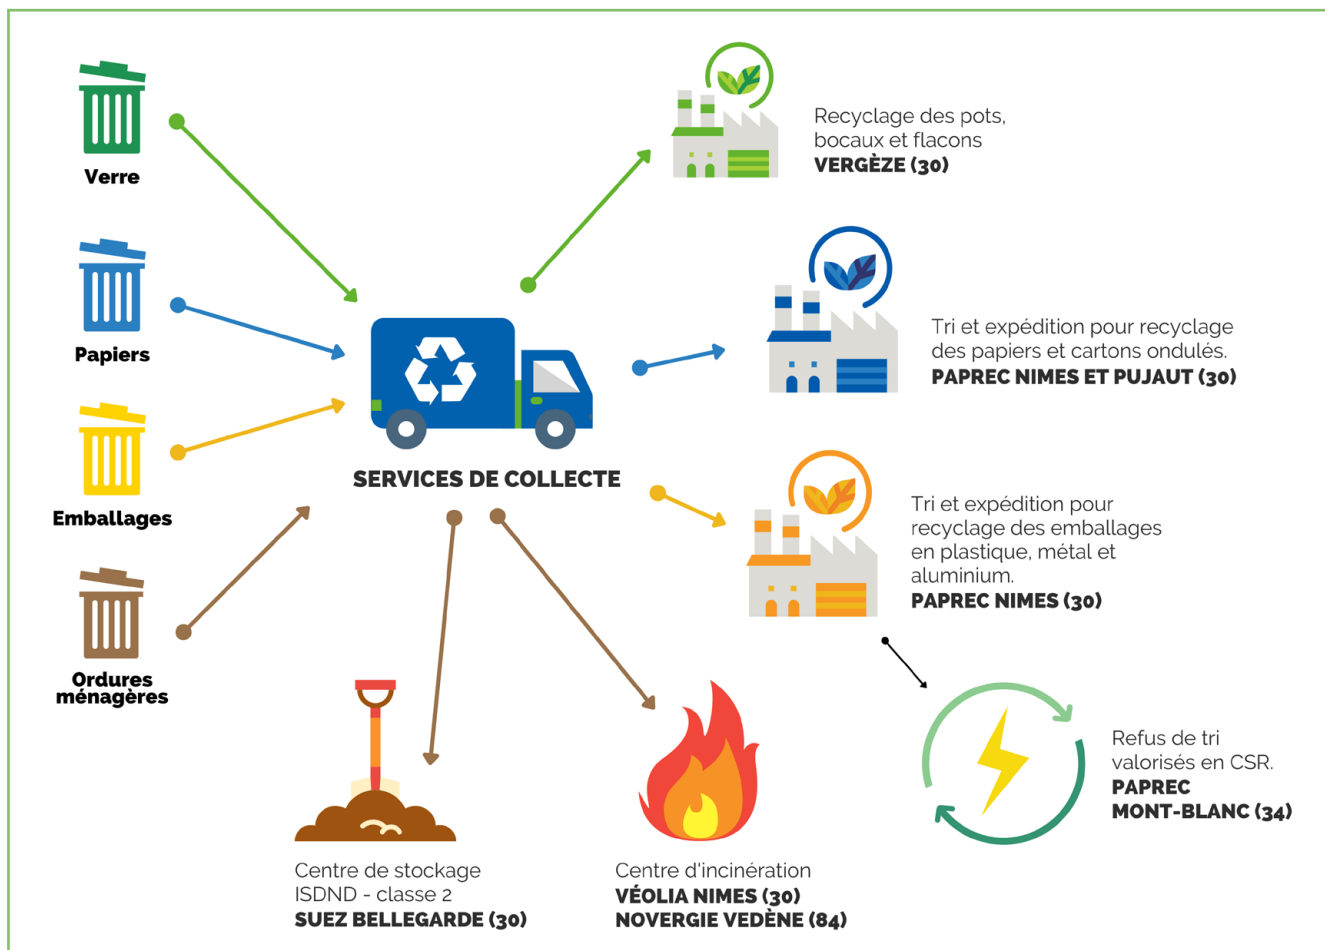 Verre
Papiers
Emballages
Ordures
ménagères
SERVICES DE COLLECTE
Recyclage des pots,
bocaux et flacons
VERGÈZE (30)
Tri et expédition pour recyclage
des papiers et cartons ondulés.
PAPREC NIMES ET PUJAUT (30)
Tri et expédition pour
recyclage des emballages
en plastique, métal et
aluminium.
PAPREC NIMES (30)
Refus de tri
valorisés en CSR.
PAPREC
MONT-BLANC (34)
Centre de stockage
ISDND - classe 2
SUEZ BELLEGARDE (30)
Centre d'incinération
VÉOLIA NIMES (30)
NOVERGIE VEDÈNE (84)